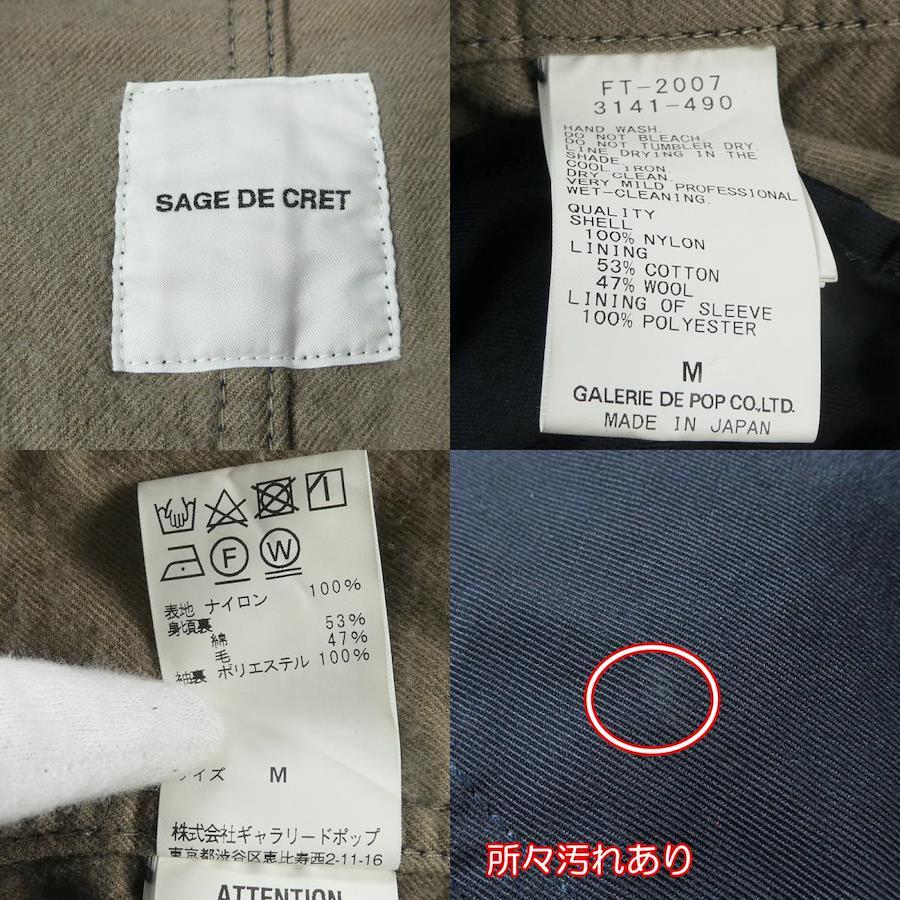 SAGE DE CRET
FT-2007
3141-490
HAND WASH.
DO NOT BLEACH.
DO NOT TUMBLER DRY.
LINE DRYING IN THE
SHADE.
COOL IRON.
DRY CLEAN.
VERY MILD PROFESSIONAL
WET-CLEANING.
QUALITY
SHELL
100% NYLON
LINING
53% COTTON
47% WOOL
LINING OF SLEEVE
100% POLYESTER
M
GALERIE DE POP CO.,LTD.
MADE IN JAPAN
F W
表地 ナイロン 100%
身頃裏
綿 53%
毛 47%
袖裏 ポリエステル 100%
サイズ M
株式会社ギャラリードポップ
東京都渋谷区恵比寿西2-11-16
ATTENTION
所々汚れあり